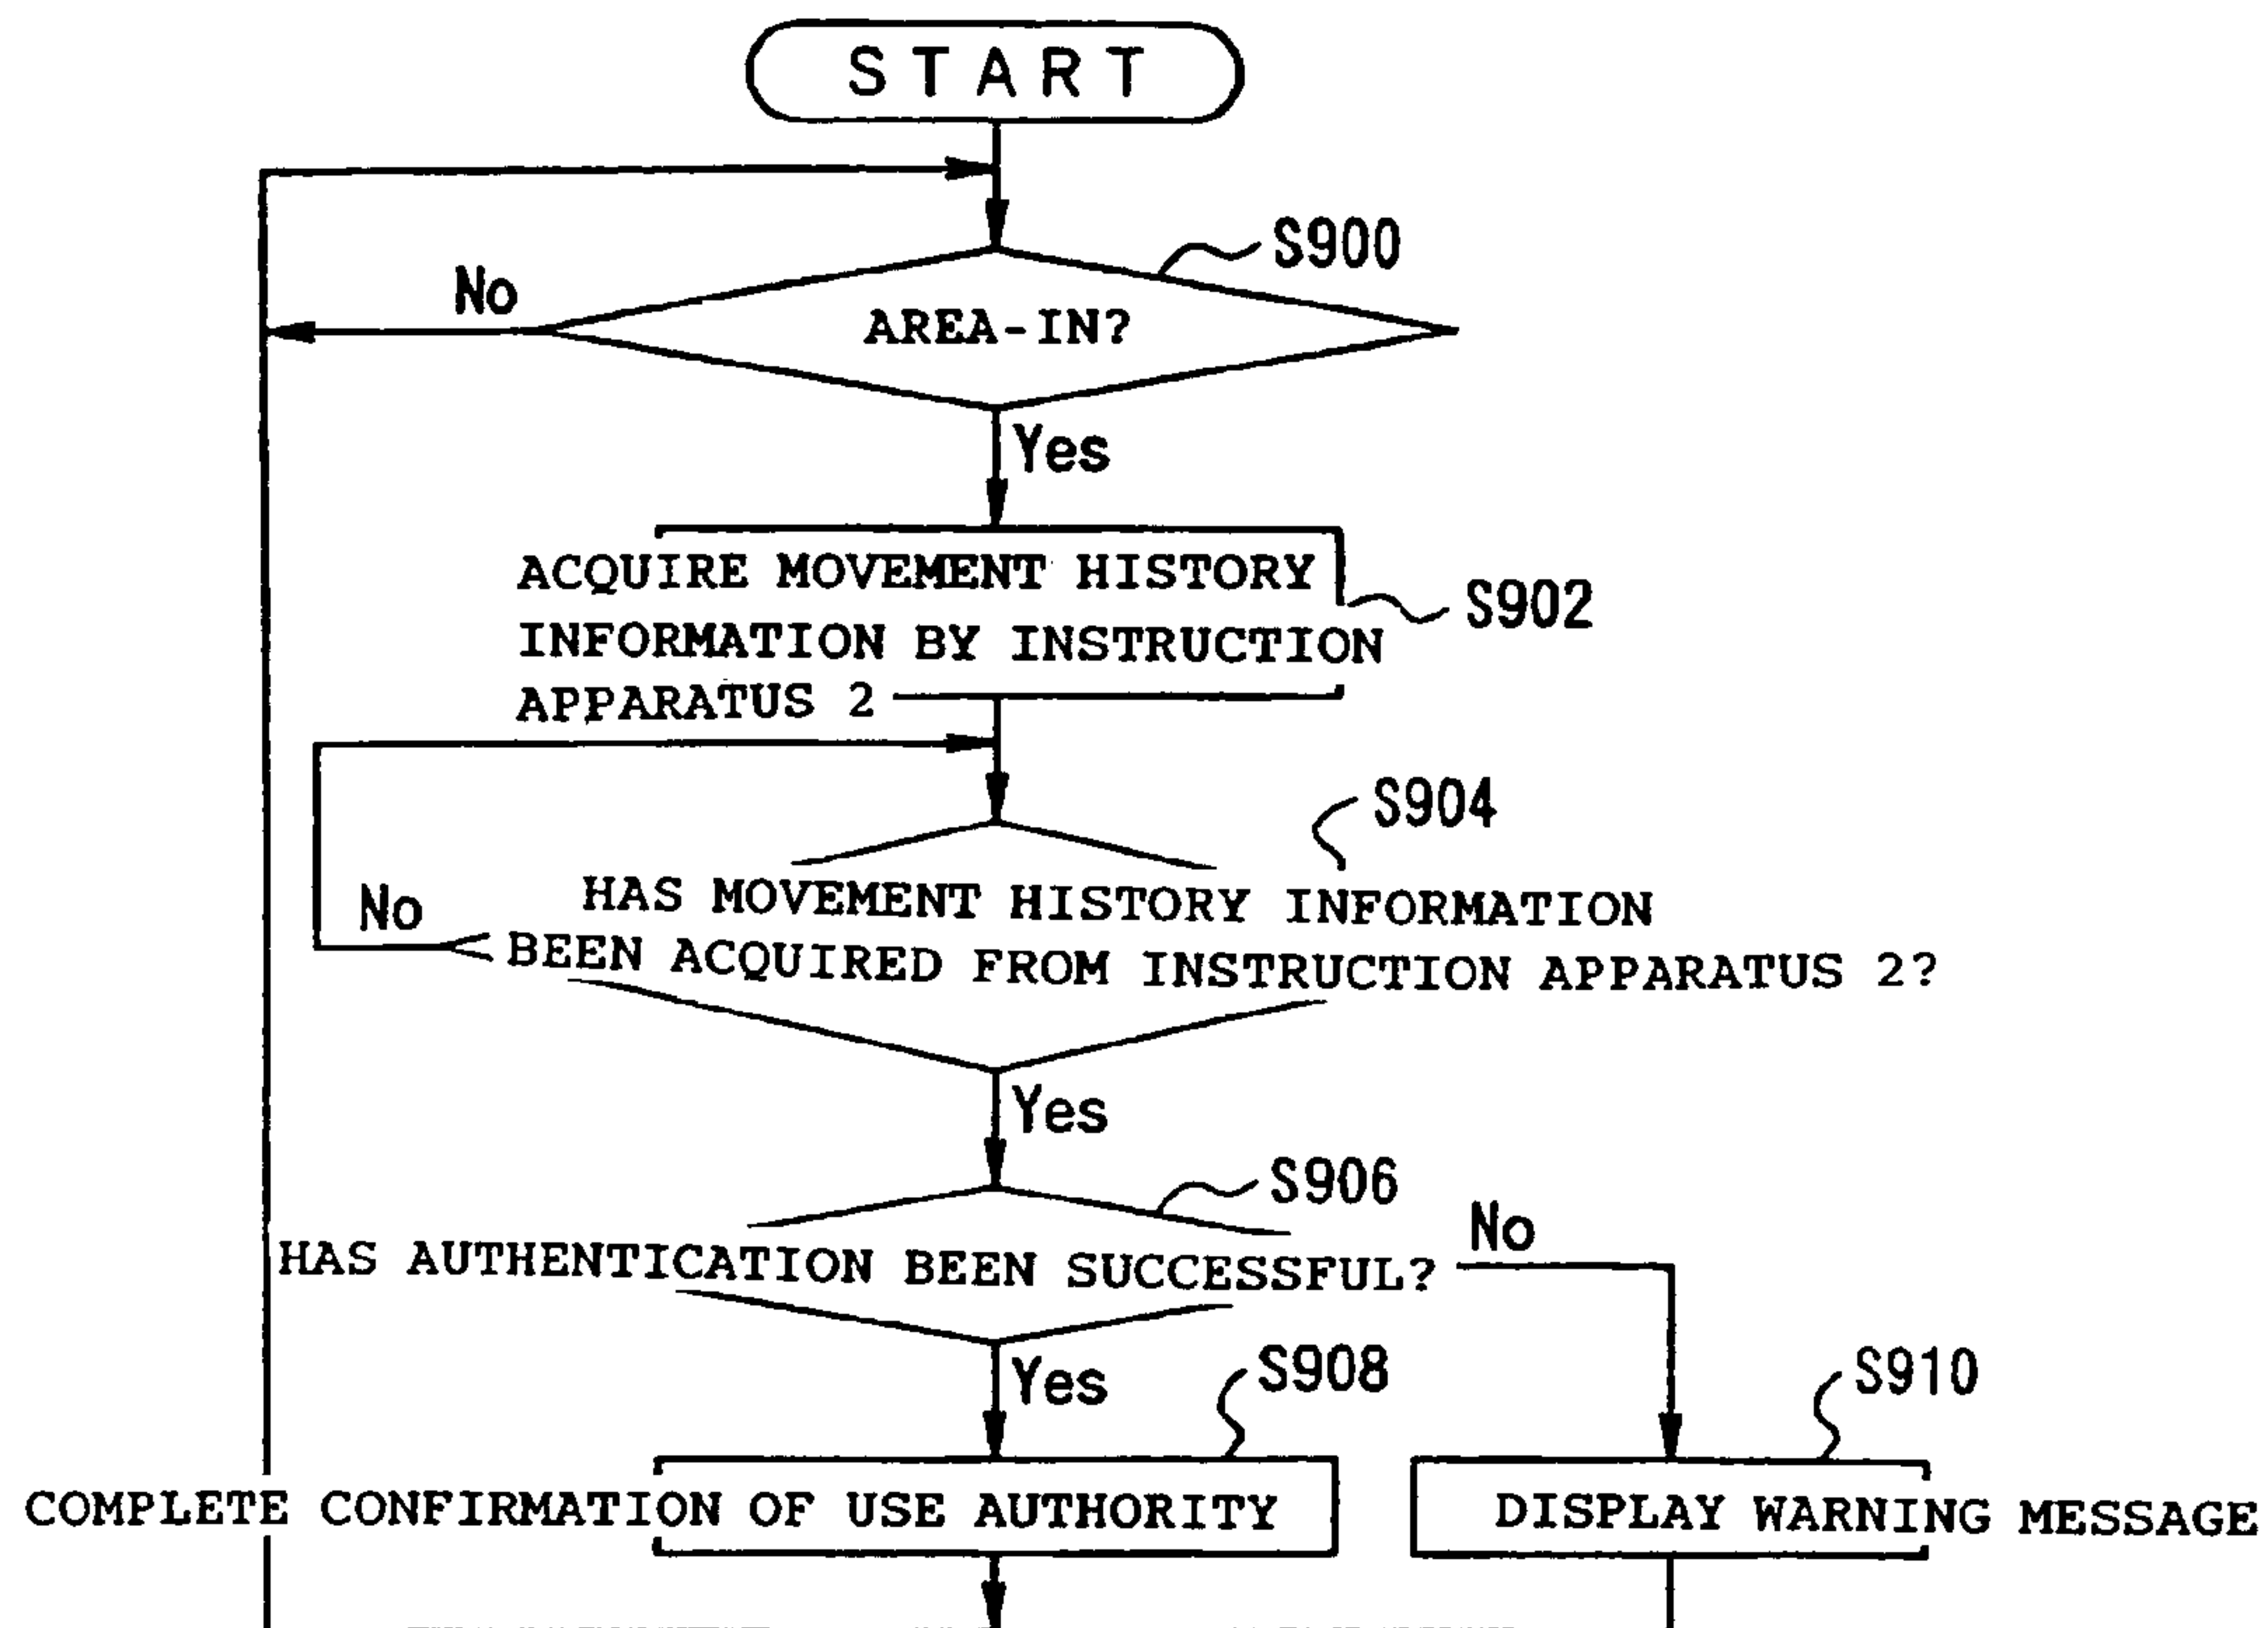 START
S900
No
AREA-IN?
Yes
ACQUIRE MOVEMENT HISTORY
INFORMATION BY INSTRUCTION
APPARATUS 2
S902
S904
No
HAS MOVEMENT HISTORY INFORMATION
BEEN ACQUIRED FROM INSTRUCTION APPARATUS 2?
Yes
S906
No
HAS AUTHENTICATION BEEN SUCCESSFUL?
Yes
S908
S910
COMPLETE CONFIRMATION OF USE AUTHORITY
DISPLAY WARNING MESSAGE